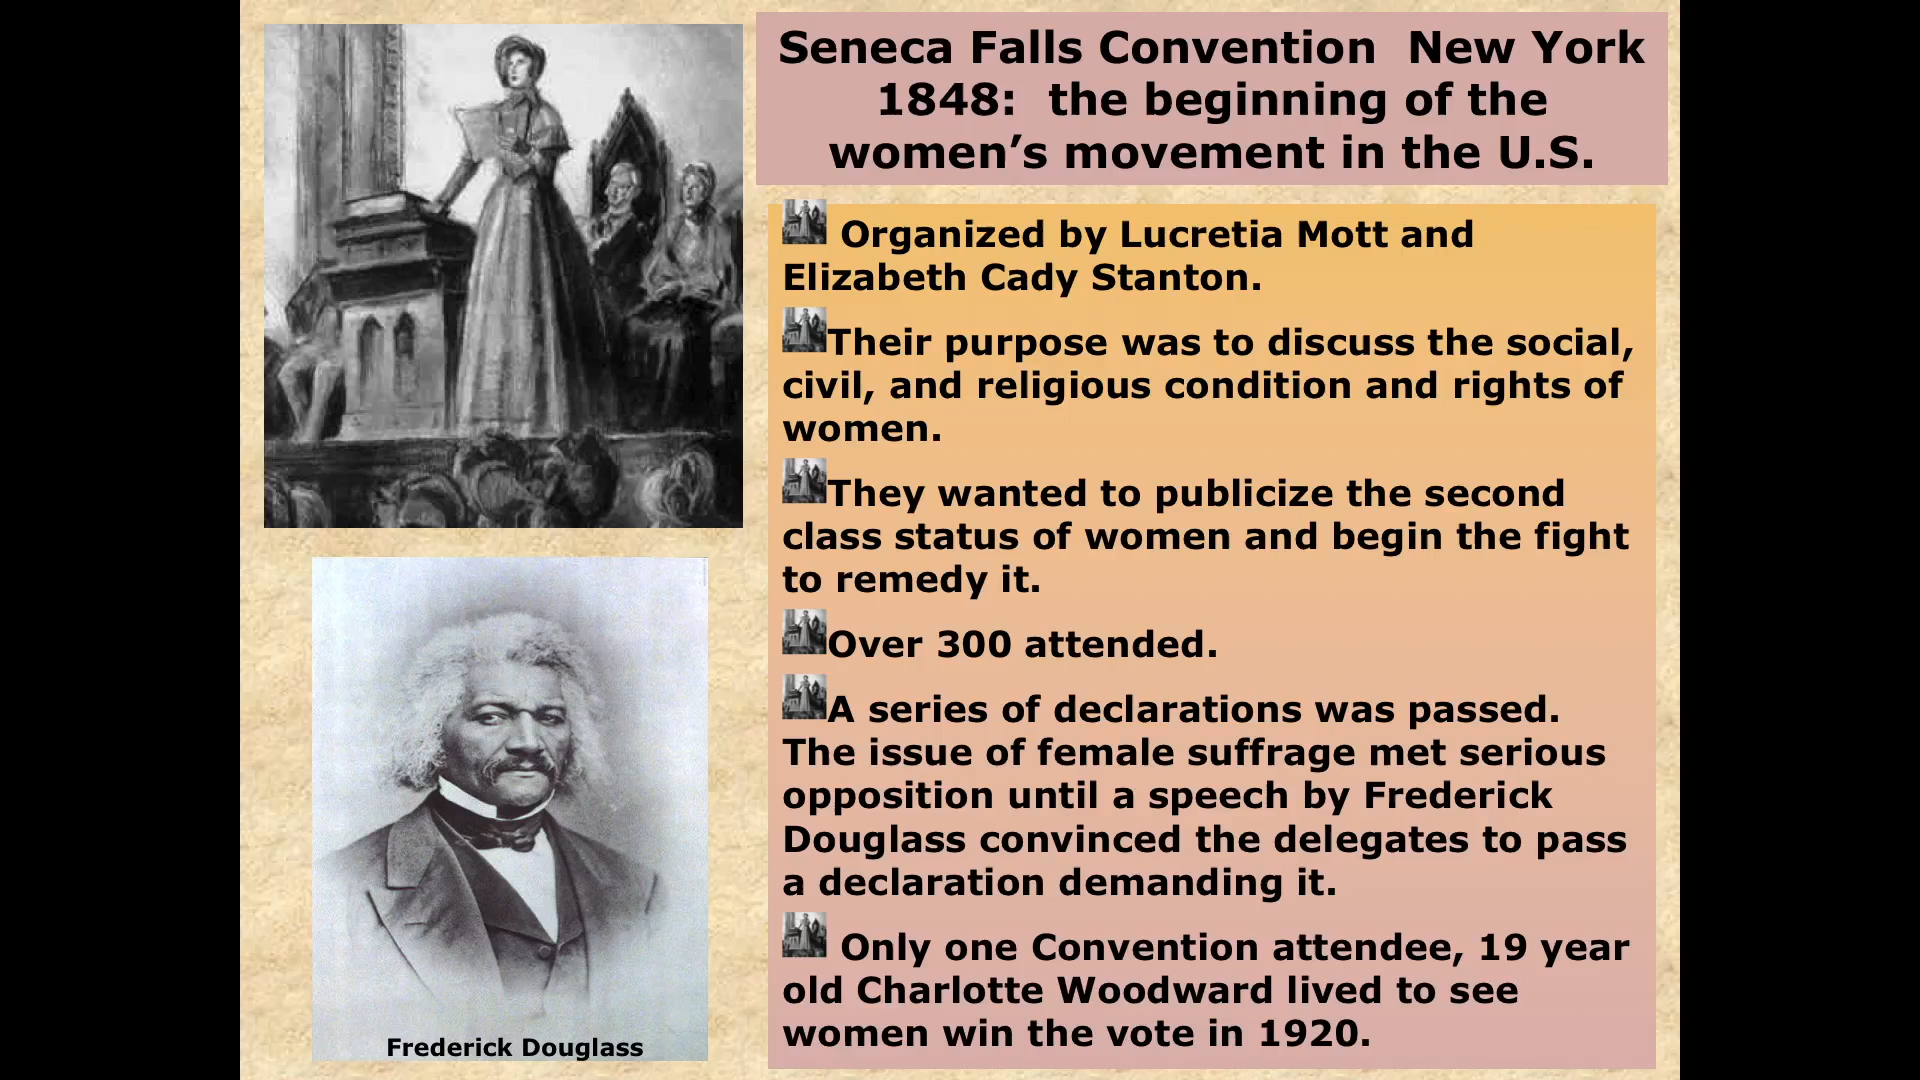 Seneca Falls Convention  New York
1848:  the beginning of the
women’s movement in the U.S.
Organized by Lucretia Mott and
Elizabeth Cady Stanton.
Their purpose was to discuss the social,
civil, and religious condition and rights of
women.
They wanted to publicize the second
class status of women and begin the fight
to remedy it.
Over 300 attended.
A series of declarations was passed.
The issue of female suffrage met serious
opposition until a speech by Frederick
Douglass convinced the delegates to pass
a declaration demanding it.
Only one Convention attendee, 19 year
old Charlotte Woodward lived to see
women win the vote in 1920.
Frederick Douglass